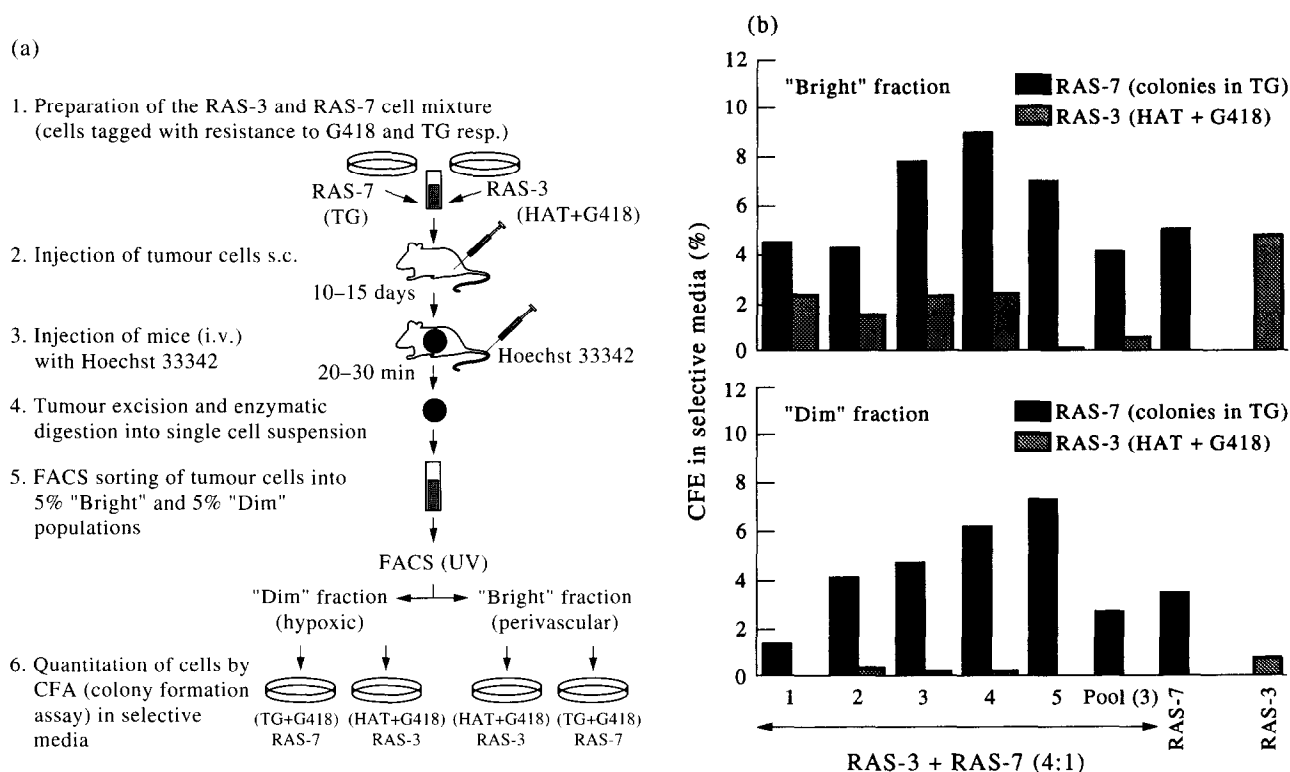 (a)
1. Preparation of the RAS-3 and RAS-7 cell mixture
(cells tagged with resistance to G418 and TG resp.)
RAS-7
(TG)
RAS-3
(HAT+G418)
2. Injection of tumour cells s.c.
10–15 days
3. Injection of mice (i.v.)
with Hoechst 33342
Hoechst 33342
20–30 min
4. Tumour excision and enzymatic
digestion into single cell suspension
5. FACS sorting of tumour cells into
5% "Bright" and 5% "Dim"
populations
FACS (UV)
"Dim" fraction
(hypoxic)
"Bright" fraction
(perivascular)
6. Quantitation of cells by
CFA (colony formation
assay) in selective
media
(TG+G418) (HAT+G418) (HAT+G418) (TG+G418)
RAS-7 RAS-3 RAS-3 RAS-7
(b)
CFE in selective media (%)
12
10
8
6
4
2
0
"Bright" fraction
RAS-7 (colonies in TG)
RAS-3 (HAT + G418)
12
10
8
6
4
2
0
"Dim" fraction
RAS-7 (colonies in TG)
RAS-3 (HAT + G418)
1 2 3 4 5 Pool (3) RAS-7 RAS-3
RAS-3 + RAS-7 (4:1)